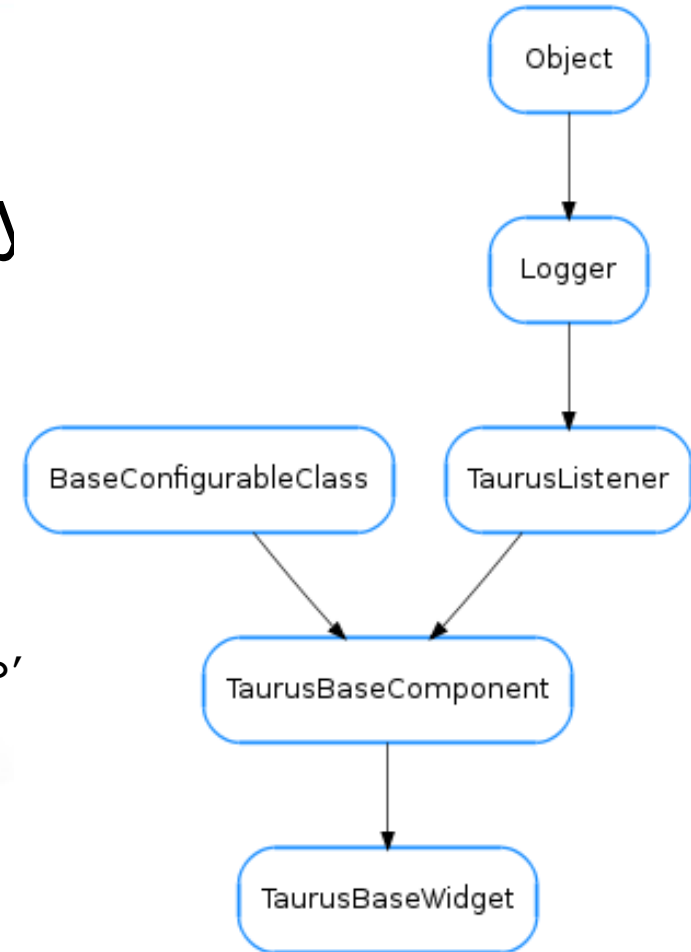 Object
Logger
BaseConfigurableClass
TaurusListener
TaurusBaseComponent
TaurusBaseWidget